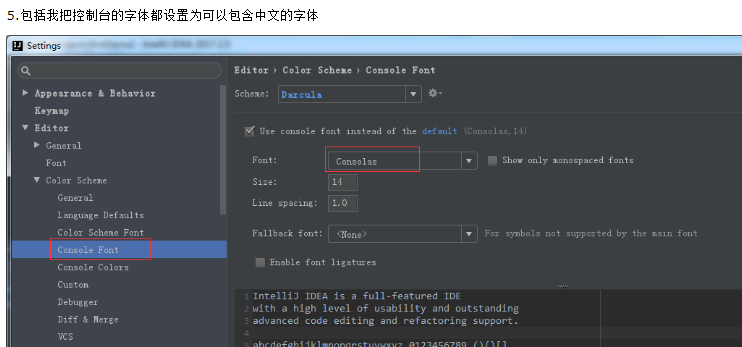 5.包括我把控制台的字体都设置为可以包含中文的字体
Settings
Editor › Color Scheme › Console Font
Scheme: Darcula
Appearance & Behavior
Keymap
Editor
General
Font
Color Scheme
General
Language Defaults
Color Scheme Font
Console Font
Console Colors
Custom
Debugger
Diff & Merge
VCS
Use console font instead of the default (Consolas,14)
Font: Consolas
Show only monospaced fonts
Size: 14
Line spacing: 1.0
Fallback font: <None> For symbols not supported by the main font
Enable font ligatures
1 IntelliJ IDEA is a full-featured IDE
2 with a high level of usability and outstanding
3 advanced code editing and refactoring support.
4
5 abcdefghijklmnopqrstuvwxyz 0123456789 (){}[]